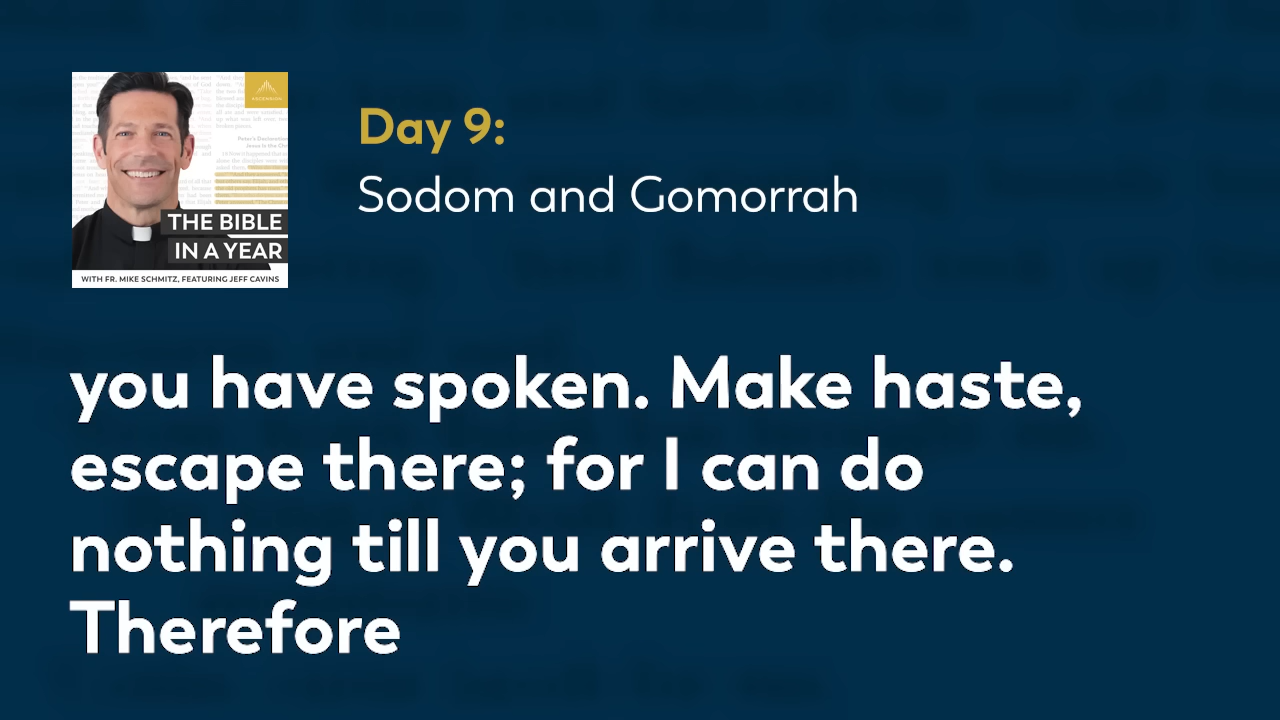 Day 9:
Sodom and Gomorrah
ASCENSION
THE BIBLE
IN A YEAR
WITH FR. MIKE SCHMITZ, FEATURING JEFF CAVINS
you have spoken. Make haste,
escape there; for I can do
nothing till you arrive there.
Therefore